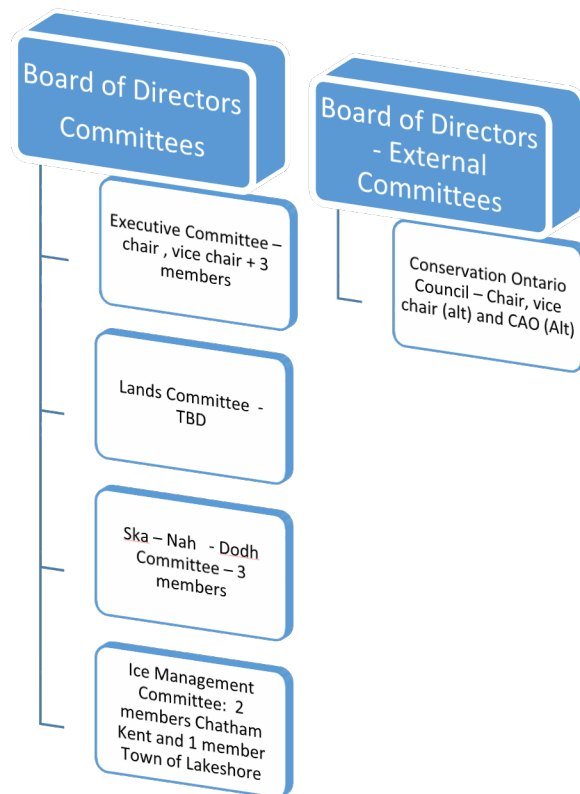 Board of Directors
Committees
Executive Committee –
chair , vice chair + 3
members
Lands Committee -
TBD
Ska – Nah - Dodh
Committee – 3
members
Ice Management
Committee: 2
members Chatham
Kent and 1 member
Town of Lakeshore
Board of Directors
- External
Committees
Conservation Ontario
Council – Chair, vice
chair (alt) and CAO (Alt)